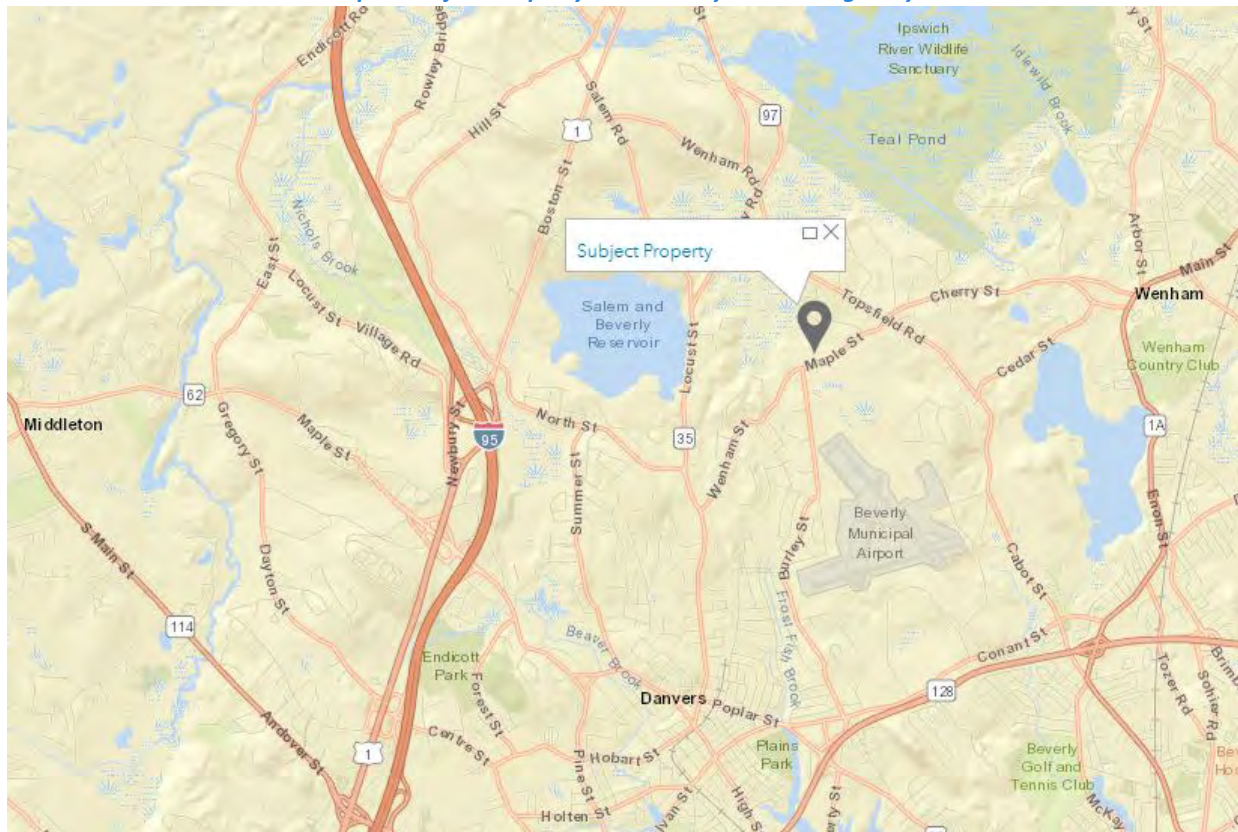 Endicott Rd
Rowley Bridge
Hill St
Salem Rd
1
Boston St
97
Wenham Rd
Ipswich
River Wildlife
Sanctuary
Idlewild Brook
Teal Pond
Nichols Brook
East St
Locust St
Village Rd
Subject Property
Salem and
Beverly
Reservoir
Locust St
Topsfield Rd
Cherry St
Arbor St
Main St
Wenham
Maple St
Cedar St
Wenham
Country Club
62
Middleton
Gregory St
Maple St
Newbury St
95
North St
35
Wenham St
Summer St
1A
Enon St
Beverly
Municipal
Airport
Burley St
Frost Fish Brook
Cabot St
S Main St
Dayton St
114
Beaver Brook
Endicott
Park
Forest St
Danvers
Poplar St
Conant St
128
Tozer Rd
Sohier Rd
Andover St
1
Centre St
Hobart St
Pine St
Plains
Park
Beverly
Golf and
Tennis Club
Holten St
High St